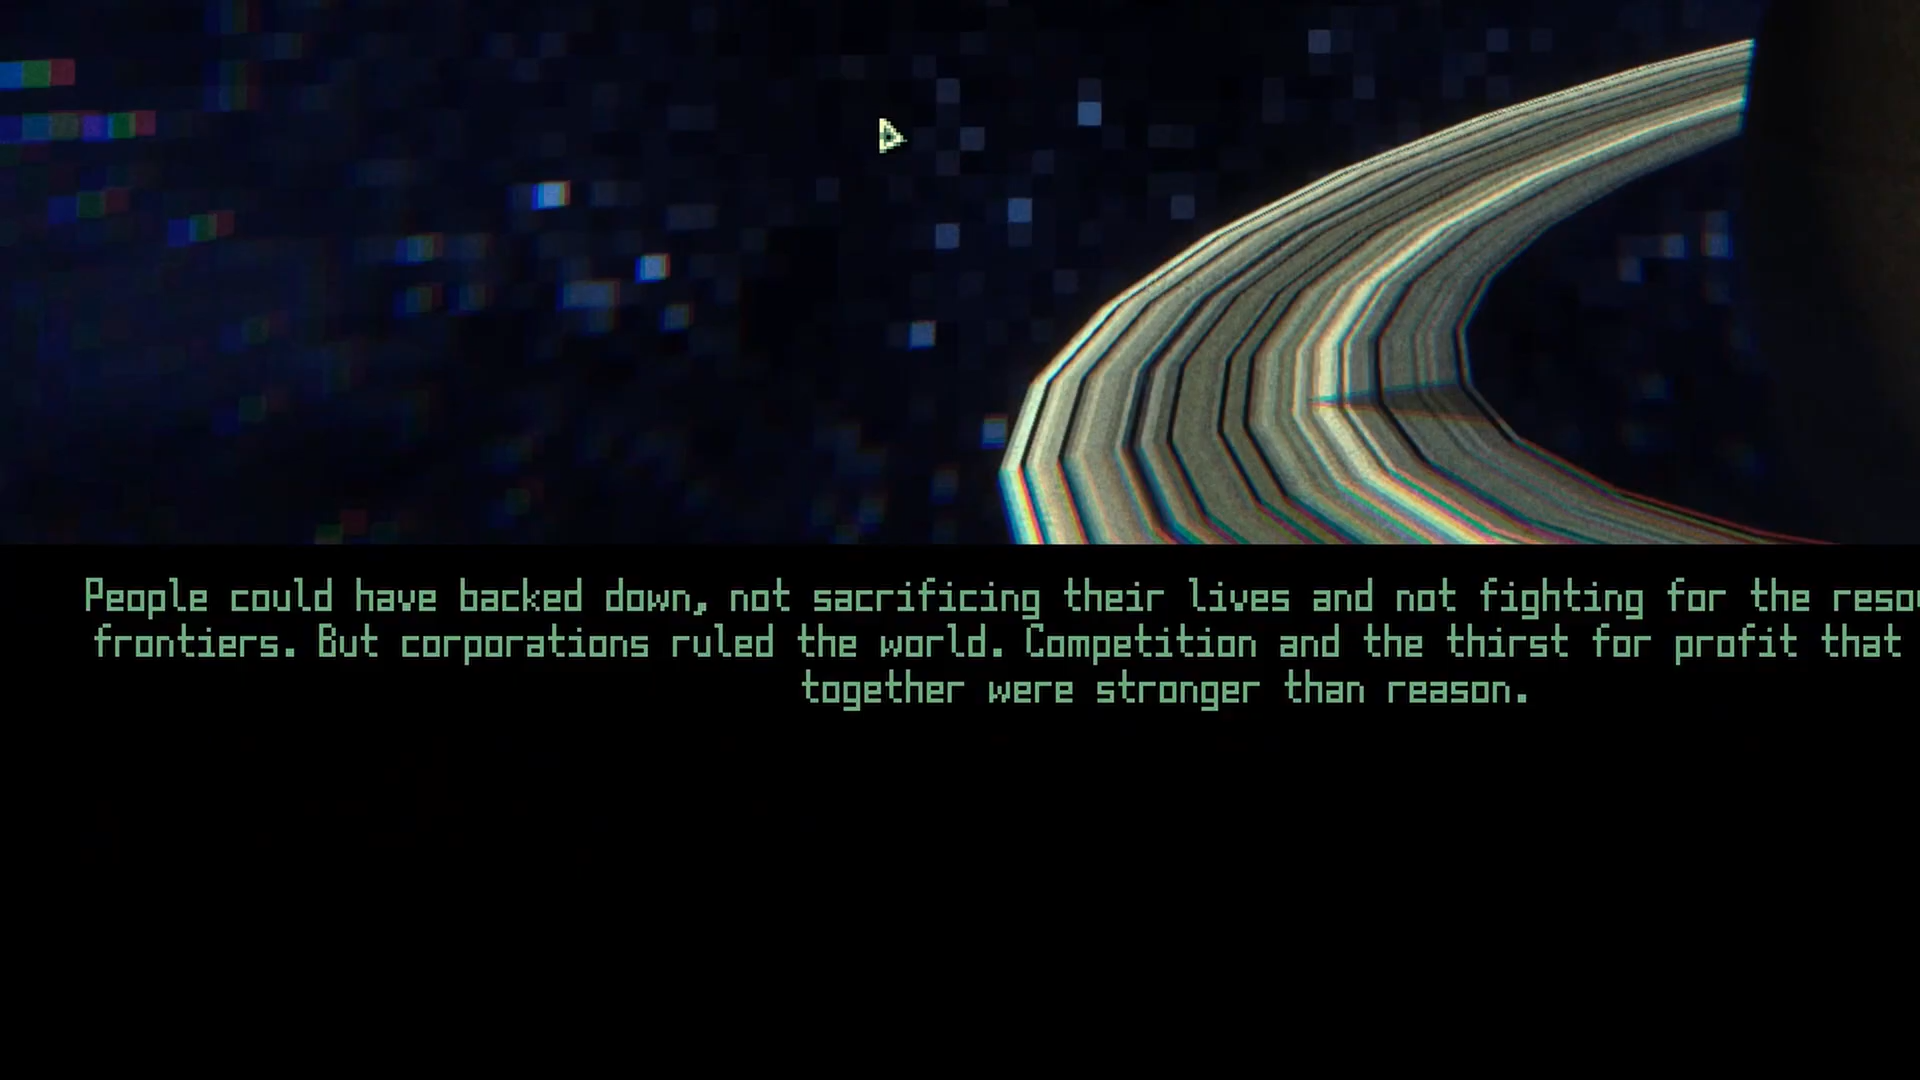 People could have backed down, not sacrificing their lives and not fighting for the
frontiers. But corporations ruled the world. Competition and the thirst for profit that
together were stronger than reason.